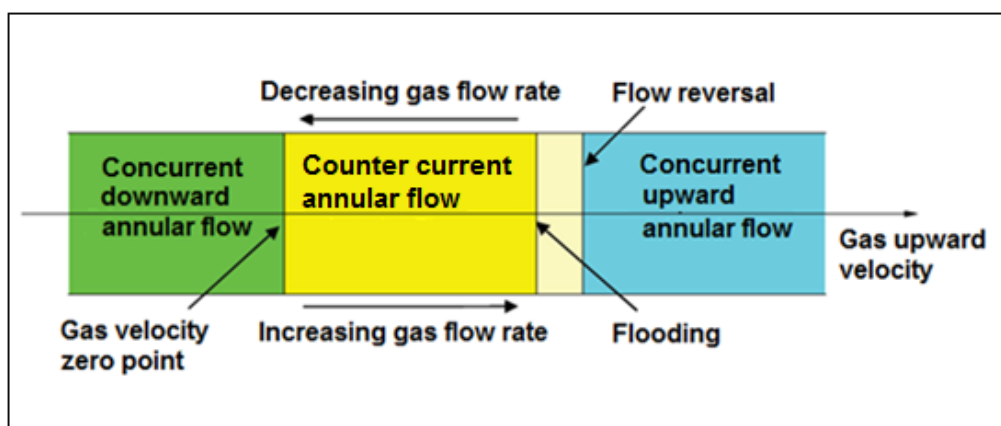 Decreasing gas flow rate
Flow reversal
Concurrent
downward
annular flow
Counter current
annular flow
Concurrent
upward
annular flow
Gas upward
velocity
Gas velocity
zero point
Increasing gas flow rate
Flooding